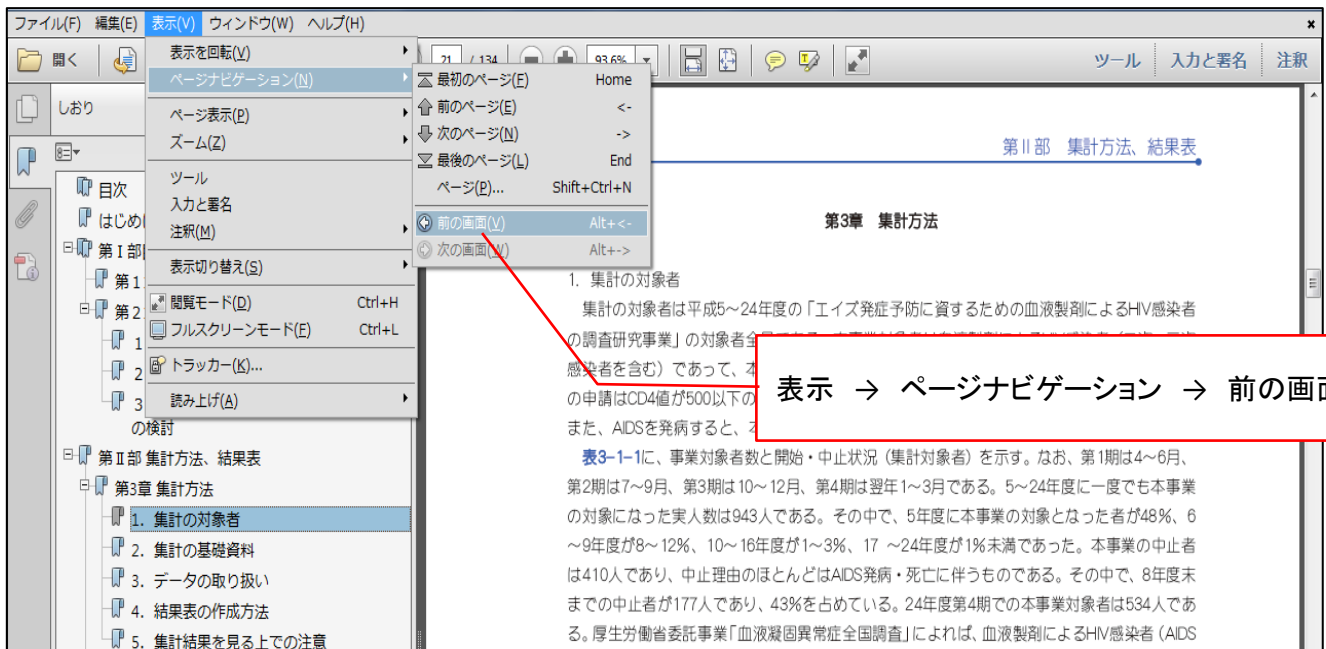 ファイル(F) 編集(E) 表示(V) ウィンドウ(W) ヘルプ(H)
開く 21 / 134 93.6% ツール 入力と署名 注釈
表示を回転(V)
ページナビゲーション(N)
ページ表示(P)
ズーム(Z)
ツール
入力と署名
注釈(M)
表示切り替え(S)
閲覧モード(D) Ctrl+H
フルスクリーンモード(F) Ctrl+L
トラッカー(K)...
読み上げ(A)
最初のページ(F) Home
前のページ(E) <-
次のページ(N) ->
最後のページ(L) End
ページ(P)... Shift+Ctrl+N
前の画面(V) Alt+<-
次の画面(W) Alt+->
しおり
目次
はじめ
第Ⅰ部
第1
第2
1
2
3
の検討
第Ⅱ部 集計方法、結果表
第3章 集計方法
1. 集計の対象者
2. 集計の基礎資料
3. データの取り扱い
4. 結果表の作成方法
5. 集計結果を見る上での注意
第Ⅱ部 集計方法、結果表
第3章 集計方法
1. 集計の対象者
集計の対象者は平成5~24年度の「エイズ発症予防に資するための血液製剤によるHIV感染者
の調査研究事業」の対象者全
感染者を含む）であって、
の申請はCD4値が500以下の
また、AIDSを発病すると、
表示 → ページナビゲーション → 前の画
表3-1-1に、事業対象者数と開始・中止状況（集計対象者）を示す。なお、第1期は4~6月、
第2期は7~9月、第3期は10~12月、第4期は翌年1~3月である。5~24年度に一度でも本事業
の対象になった実人数は943人である。その中で、5年度に本事業の対象となった者が48%、6
~9年度が8~12%、10~16年度が1~3%、17 ~24年度が1%未満であった。本事業の中止者
は410人であり、中止理由のほとんどはAIDS発病・死亡に伴うものである。その中で、8年度末
までの中止者が177人であり、43%を占めている。24年度第4期での本事業対象者は534人であ
る。厚生労働省委託事業「血液凝固異常症全国調査」によれば、血液製剤によるHIV感染者（AIDS